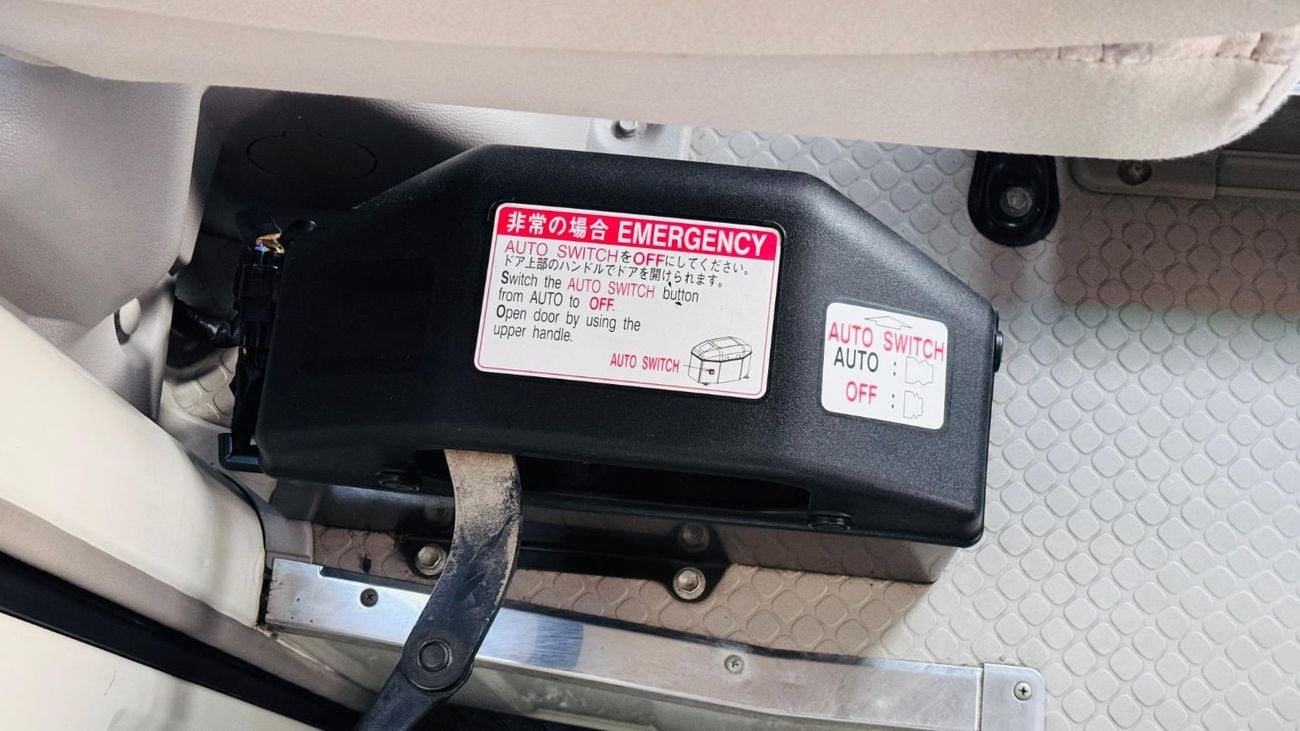 非常の場合 EMERGENCY
AUTO SWITCHをOFFにしてください。
ドア上部のハンドルでドアを開けられます。
Switch the AUTO SWITCH button
from AUTO to OFF.
Open door by using the
upper handle.
AUTO SWITCH
AUTO SWITCH
AUTO :
OFF :